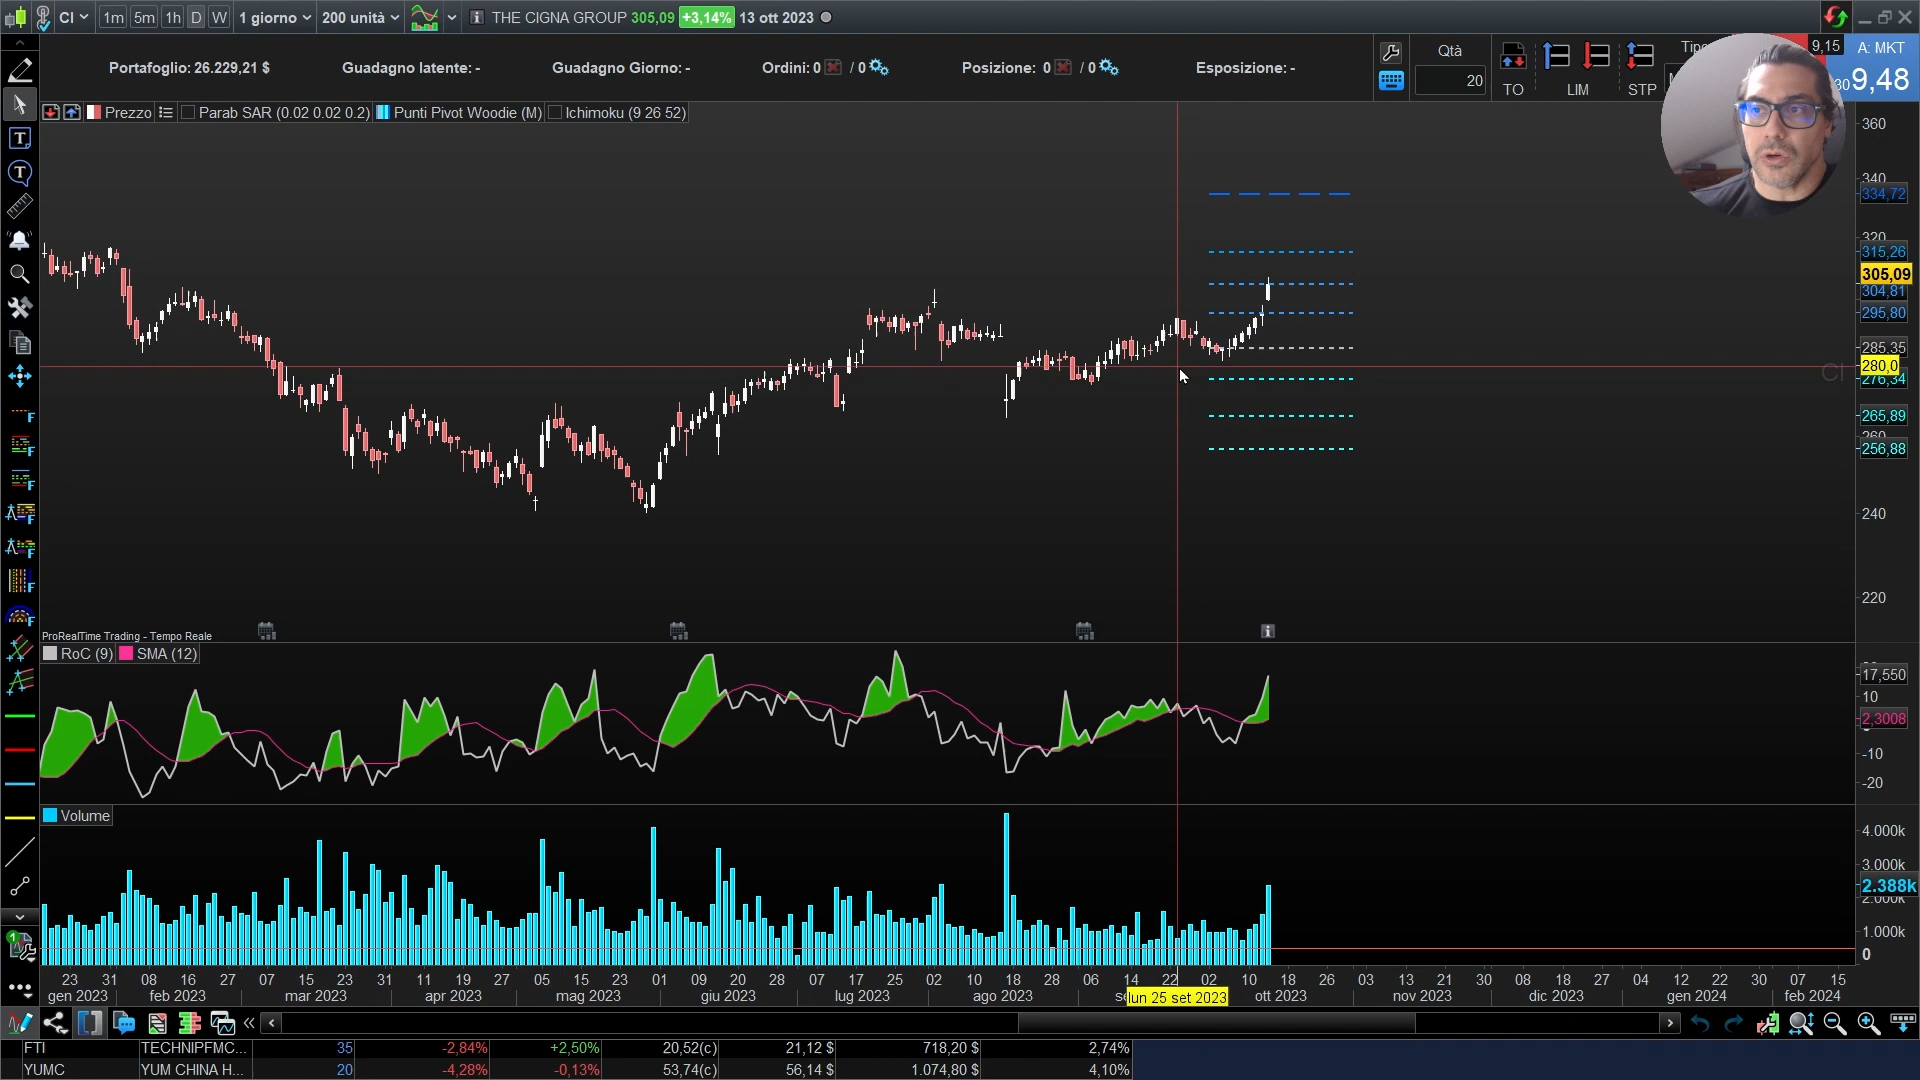 CI 1m 5m 1h D W 1 giorno 200 unità THE CIGNA GROUP 305,09 +3,14% 13 ott 2023
Portafoglio: 26.229,21 $ Guadagno latente: - Guadagno Giorno: - Ordini: 0 / 0 Posizione: 0 / 0 Esposizione: -
Qtà
20
TO LIM STP
9,15 A: MKT
9,48
Prezzo Parab SAR (0.02 0.02 0.2) Punti Pivot Woodie (M) Ichimoku (9 26 52)
360
340
334,72
320
315,26
305,09
304,81
295,80
285,35
280,0
276,34
265,89
260
256,88
240
220
CI
ProRealTime Trading - Tempo Reale
RoC (9) SMA (12)
17,550
10
2,3008
-10
-20
Volume
4.000k
3.000k
2.388k
2.000k
1.000k
0
23 31 08 16 27 07 15 23 31 11 19 27 05 15 23 01 09 20 28 07 17 25 02 10 18 28 06 14 22 02 10 18 26 03 13 21 29 08 18 27 04 12 22 30 07 15
gen 2023 feb 2023 mar 2023 apr 2023 mag 2023 giu 2023 lug 2023 ago 2023 lun 25 set 2023 ott 2023 nov 2023 dic 2023 gen 2024 feb 2024
FTI TECHNIPFMC... 35 -2,84% +2,50% 20,52(c) 21,12 $ 718,20 $ 2,74%
YUMC YUM CHINA H... 20 -4,28% -0,13% 53,74(c) 56,14 $ 1.074,80 $ 4,10%